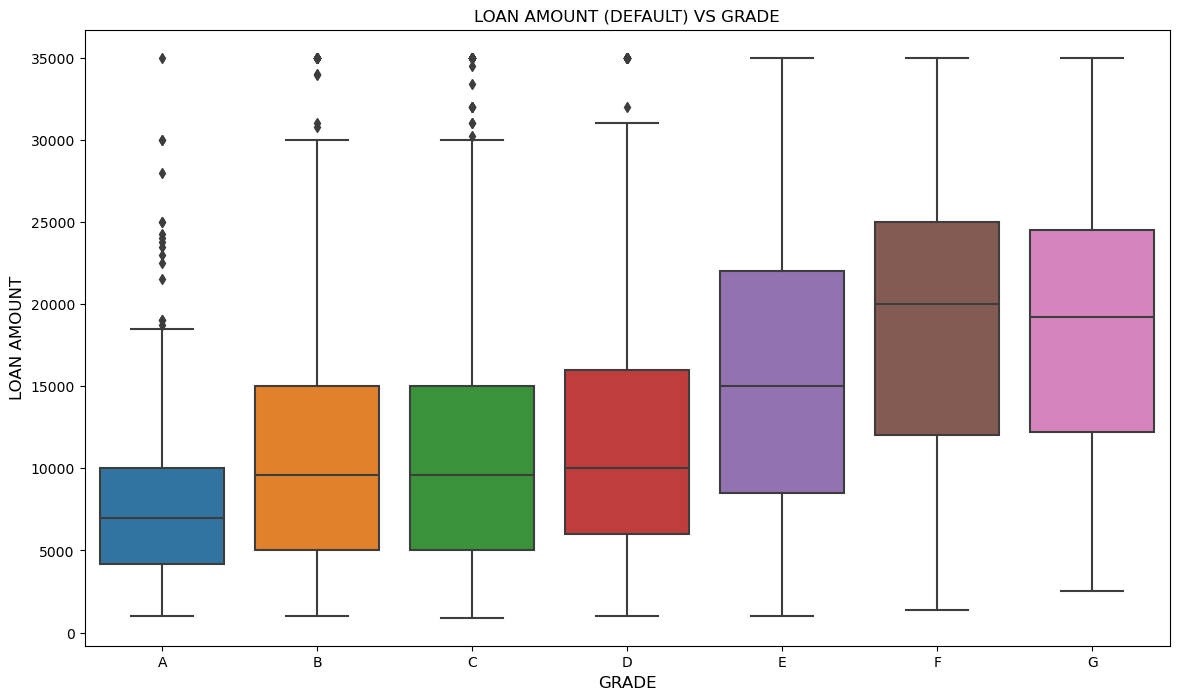 LOAN AMOUNT (DEFAULT) VS GRADE
LOAN AMOUNT
35000
30000
25000
20000
15000
10000
5000
0
A B C D E F G
GRADE